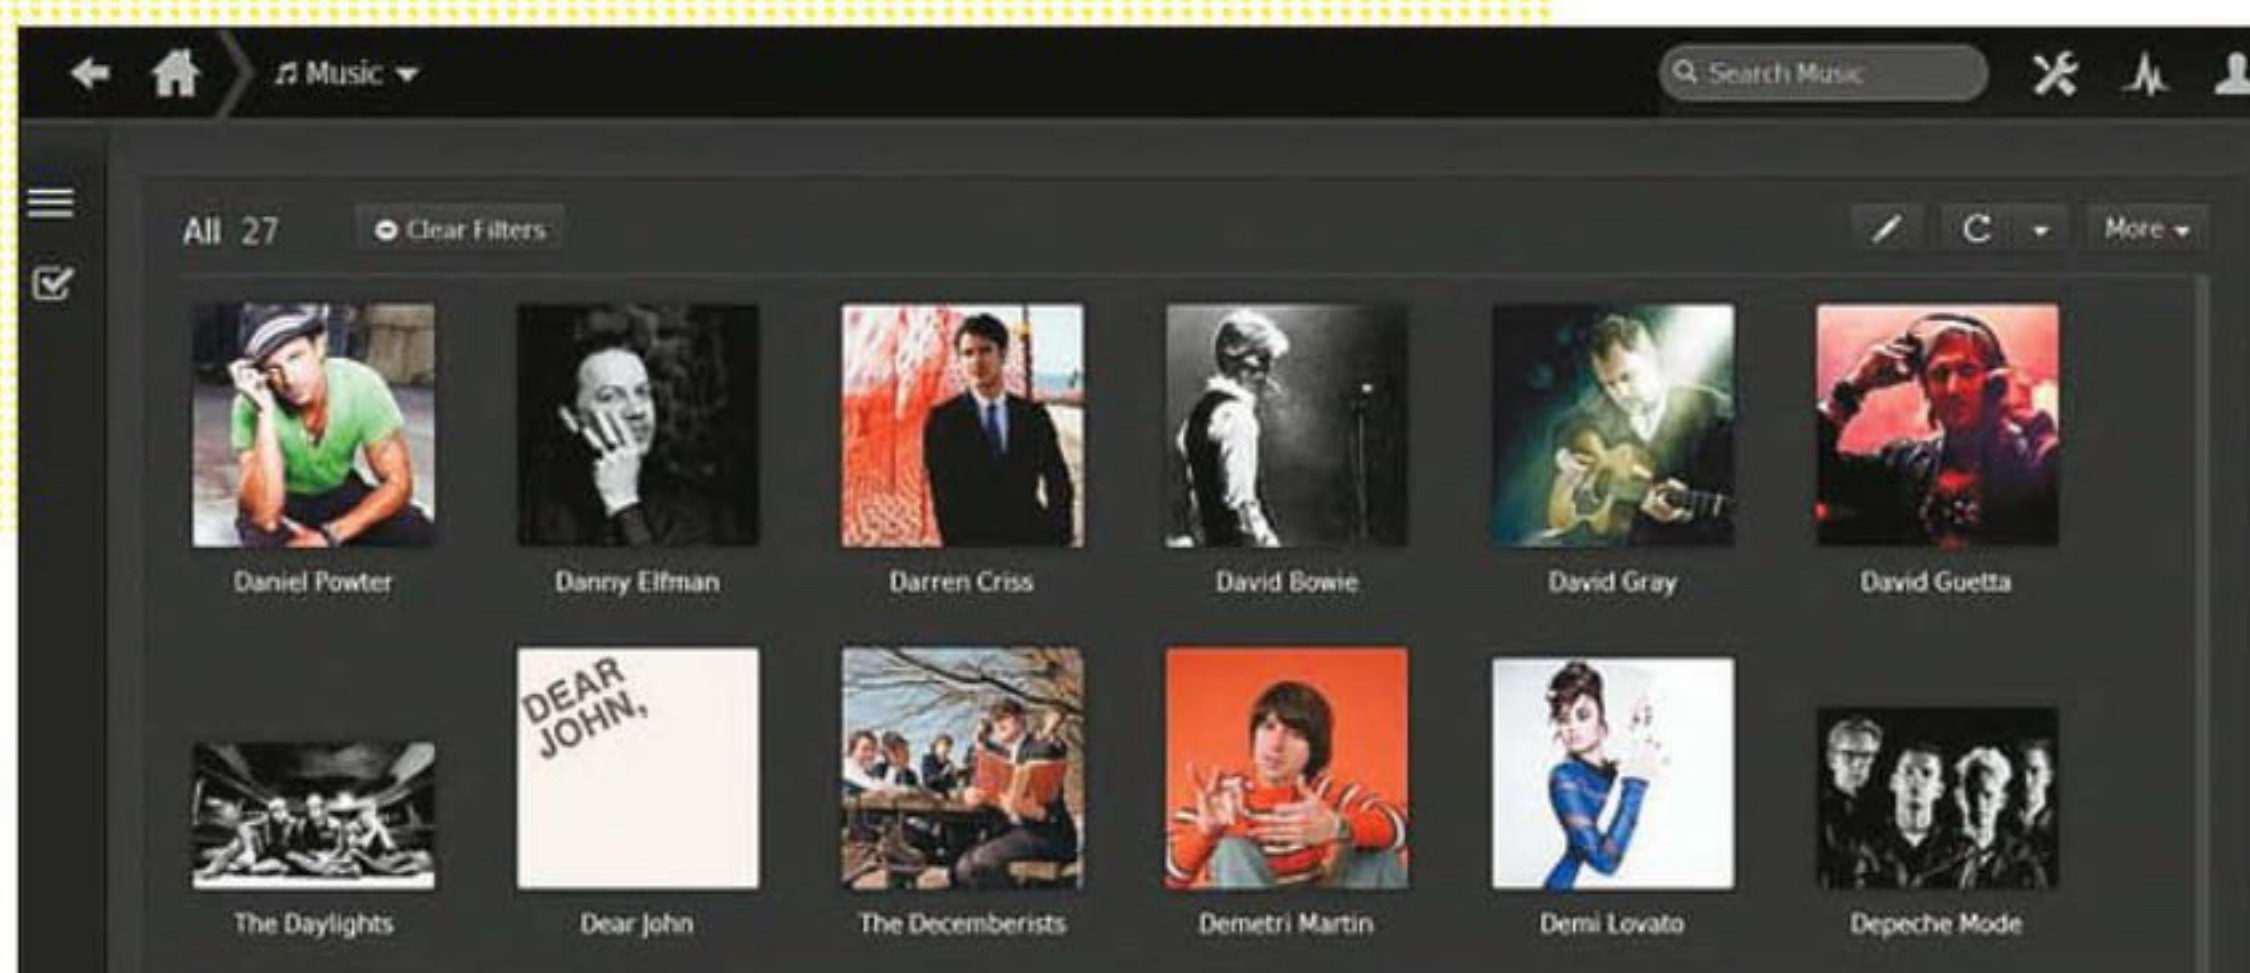 Music
Search Music
All 27
Clear Filters
More
Daniel Powter
Danny Elfman
Darren Criss
David Bowie
David Gray
David Guetta
DEAR
JOHN,
The Daylights
Dear John
The Decemberists
Demetri Martin
Demi Lovato
Depeche Mode